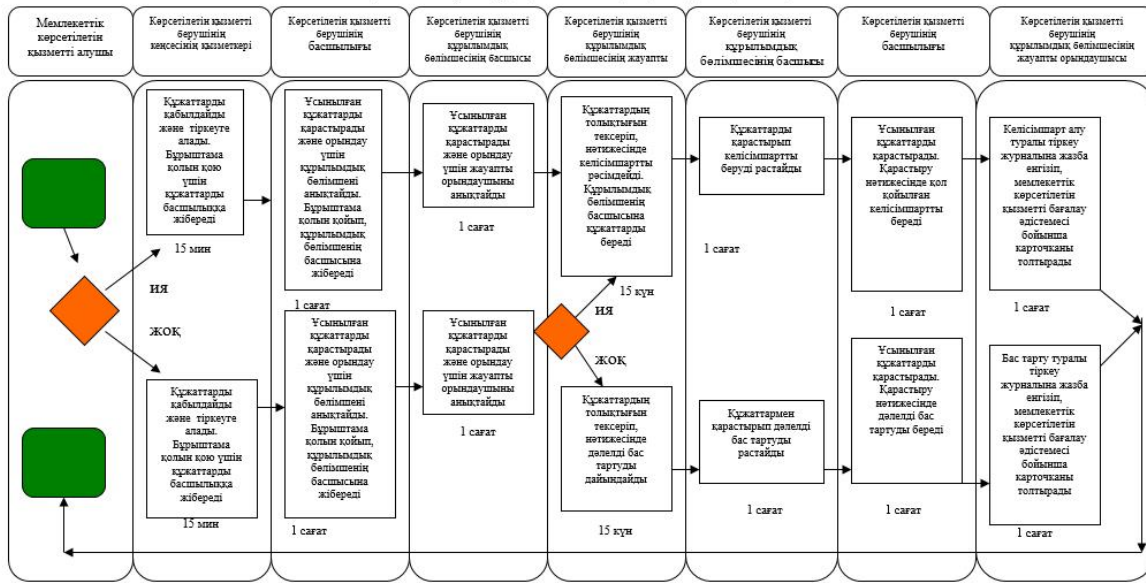 Мемлекеттік
көрсетілетін
қызметті алушы
Көрсетілетін қызметті
берушінің
кеңсесінің қызметкері
Көрсетілетін қызметті
берушінің
басшылығы
Көрсетілетін қызметті
берушінің
құрылымдық
бөлімшесінің басшысы
Көрсетілетін қызметті
берушінің
құрылымдық
бөлімшесінің жауапты
Көрсетілетін қызметті
берушінің
құрылымдық
бөлімшесінің басшысы
Көрсетілетін қызметті
берушінің
басшылығы
Көрсетілетін қызметті
берушінің
құрылымдық бөлімшесінің
жауапты орындаушысы
Құжаттарды
қабылдайды
және тіркеуге
алады.
Бұрыштама
қолын қою үшін
құжаттарды
басшылыққа
жібереді
15 мин
Ұсынылған
құжаттарды
қарастырады
және орындау
үшін
құрылымдық
бөлімшені
анықтайды.
Бұрыштама
қолын қойып,
құрылымдық
бөлімшенің
басшысына
жібереді
1 сағат
Ұсынылған
құжаттарды
қарастырады
және орындау
үшін жауапты
орындаушыны
анықтайды
1 сағат
Құжаттардың
толықтығын
тексеріп,
нәтижесінде
келісімшартты
рәсімдейді.
Құрылымдық
бөлімшенің
басшысына
құжаттарды
береді
15 күн
Құжаттарды
қарастырып
келісімшартты
беруді растайды
1 сағат
Ұсынылған
құжаттарды
қарастырады.
Қарастыру
нәтижесінде қол
қойылған
келісімшартты
береді
1 сағат
Келісімшарт алу
туралы тіркеу
журналына жазба
енгізіп,
мемлекеттік
көрсетілетін
қызметті бағалау
әдістемесі
бойынша
карточканы
толтырады
1 сағат
ИЯ
ЖОҚ
ИЯ
ЖОҚ
Құжаттарды
қабылдайды
және тіркеуге
алады.
Бұрыштама
қолын қою үшін
құжаттарды
басшылыққа
жібереді
15 мин
Ұсынылған
құжаттарды
қарастырады
және орындау
үшін
құрылымдық
бөлімшені
анықтайды.
Бұрыштама
қолын қойып,
құрылымдық
бөлімшенің
басшысына
жібереді
1 сағат
Ұсынылған
құжаттарды
қарастырады
және орындау
үшін жауапты
орындаушыны
анықтайды
1 сағат
Құжаттардың
толықтығын
тексеріп,
нәтижесінде
дәлелді бас
тартуды
дайындайды
15 күн
Құжаттармен
қарастырып дәлелді
бас тартуды
растайды
1 сағат
Ұсынылған
құжаттарды
қарастырады.
Қарастыру
нәтижесінде
дәлелді бас
тартуды береді
1 сағат
Бас тарту туралы
тіркеу
журналына жазба
енгізіп,
мемлекеттік
көрсетілетін
қызметті бағалау
әдістемесі
бойынша
карточканы
толтырады
1 сағат